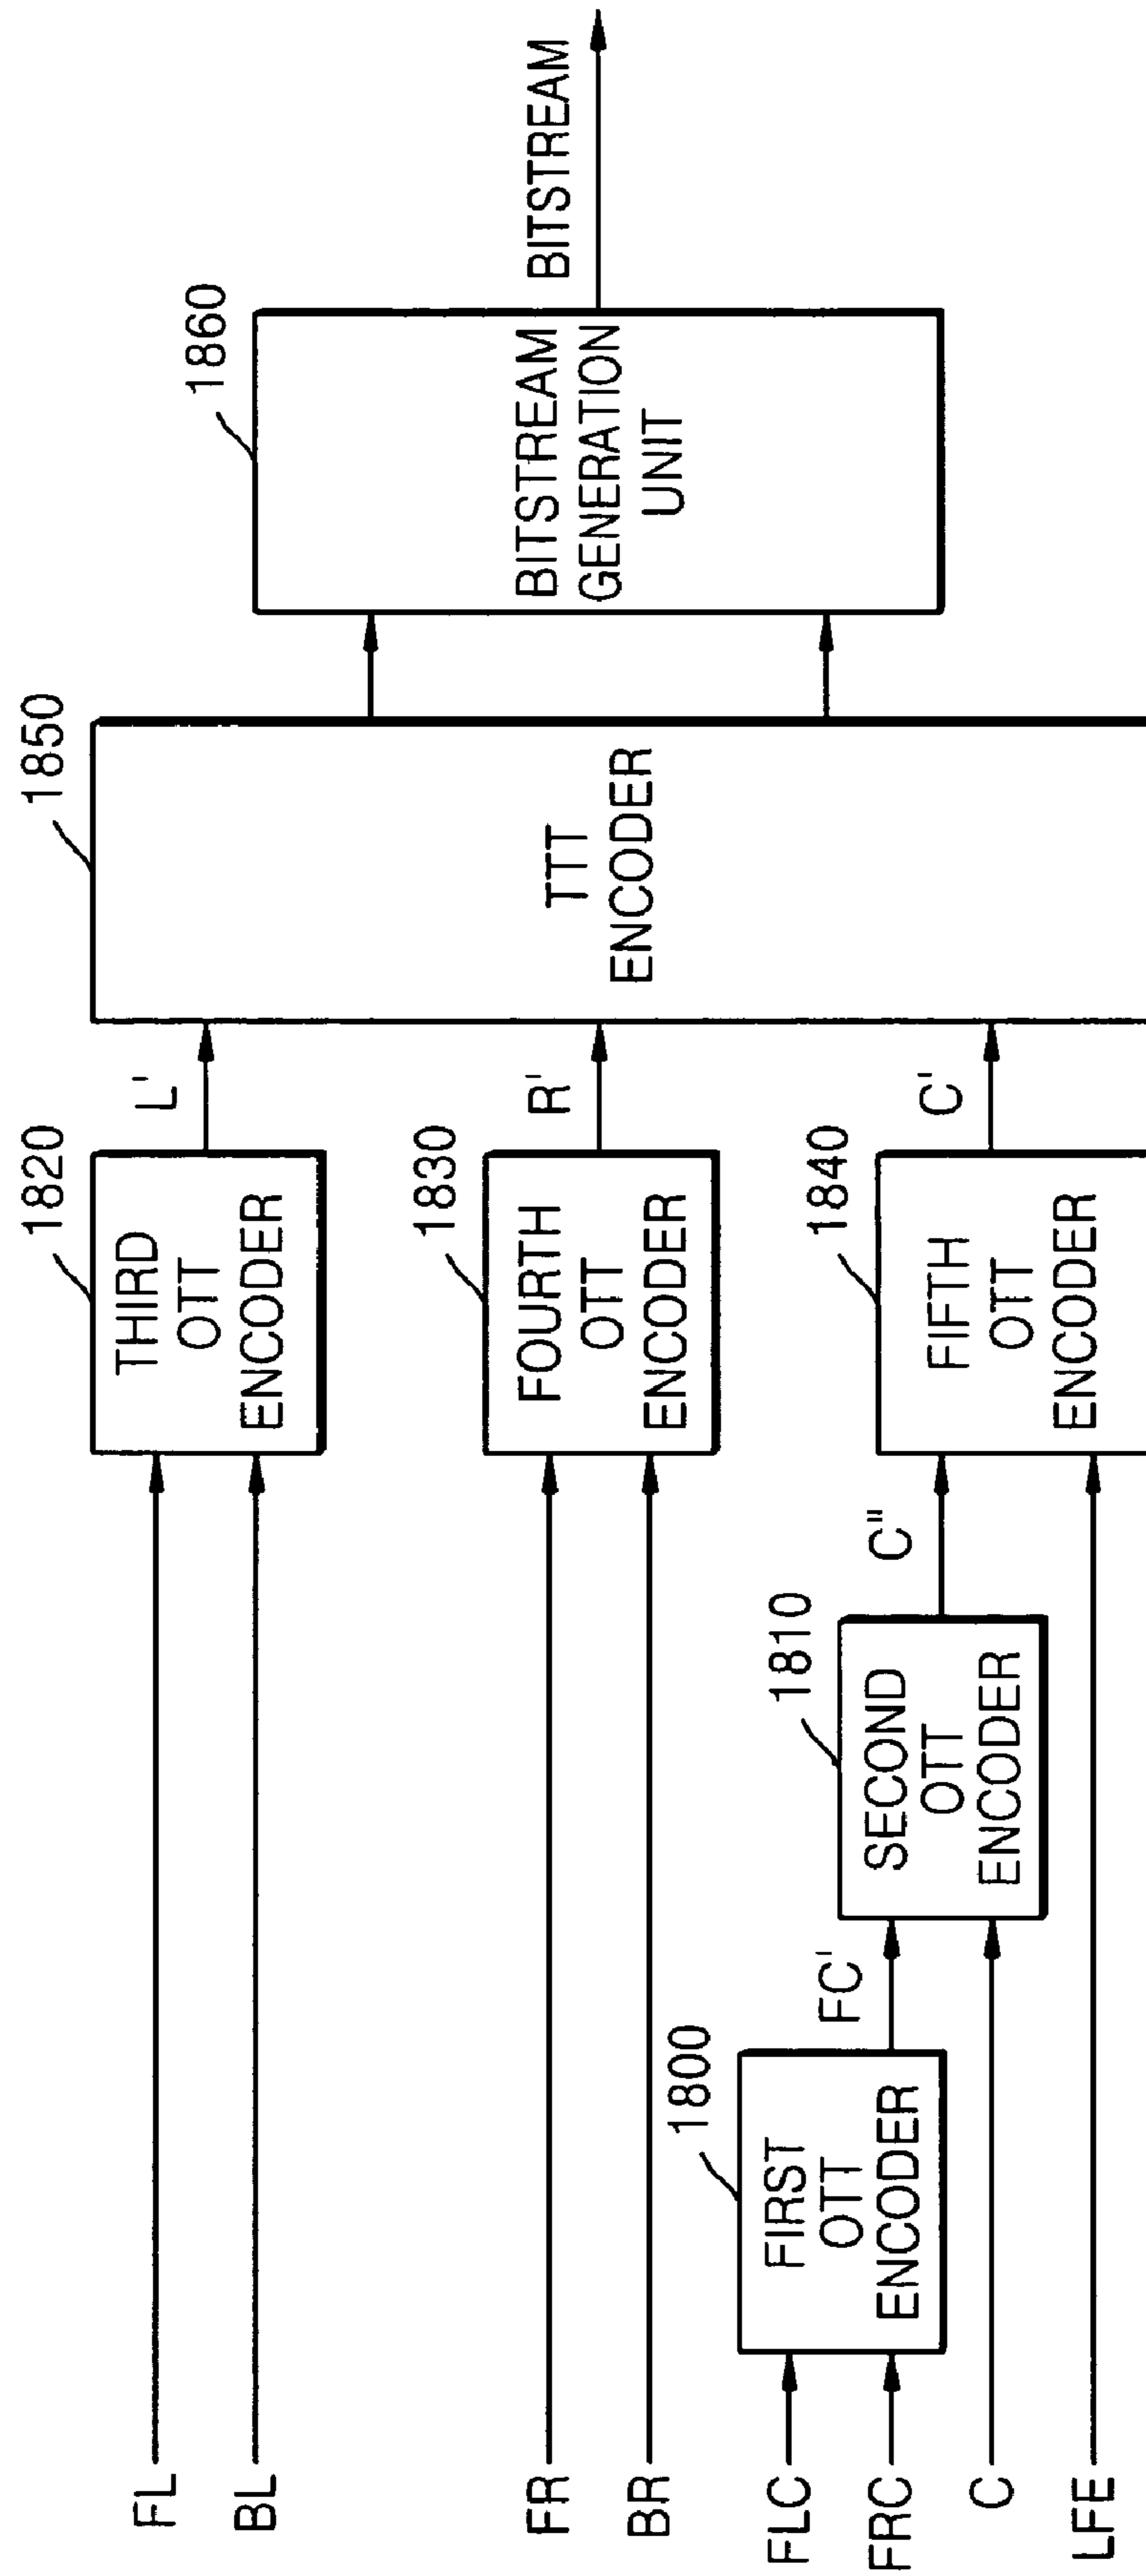 FL
BL
FR
BR
FLC
FRC
C
LFE
1800
FIRST
OTT
ENCODER
FC'
1810
SECOND
OTT
ENCODER
C"
1820
THIRD
OTT
ENCODER
L'
1830
FOURTH
OTT
ENCODER
R'
1840
FIFTH
OTT
ENCODER
C'
1850
TTT
ENCODER
1860
BITSTREAM
GENERATION
UNIT
BITSTREAM